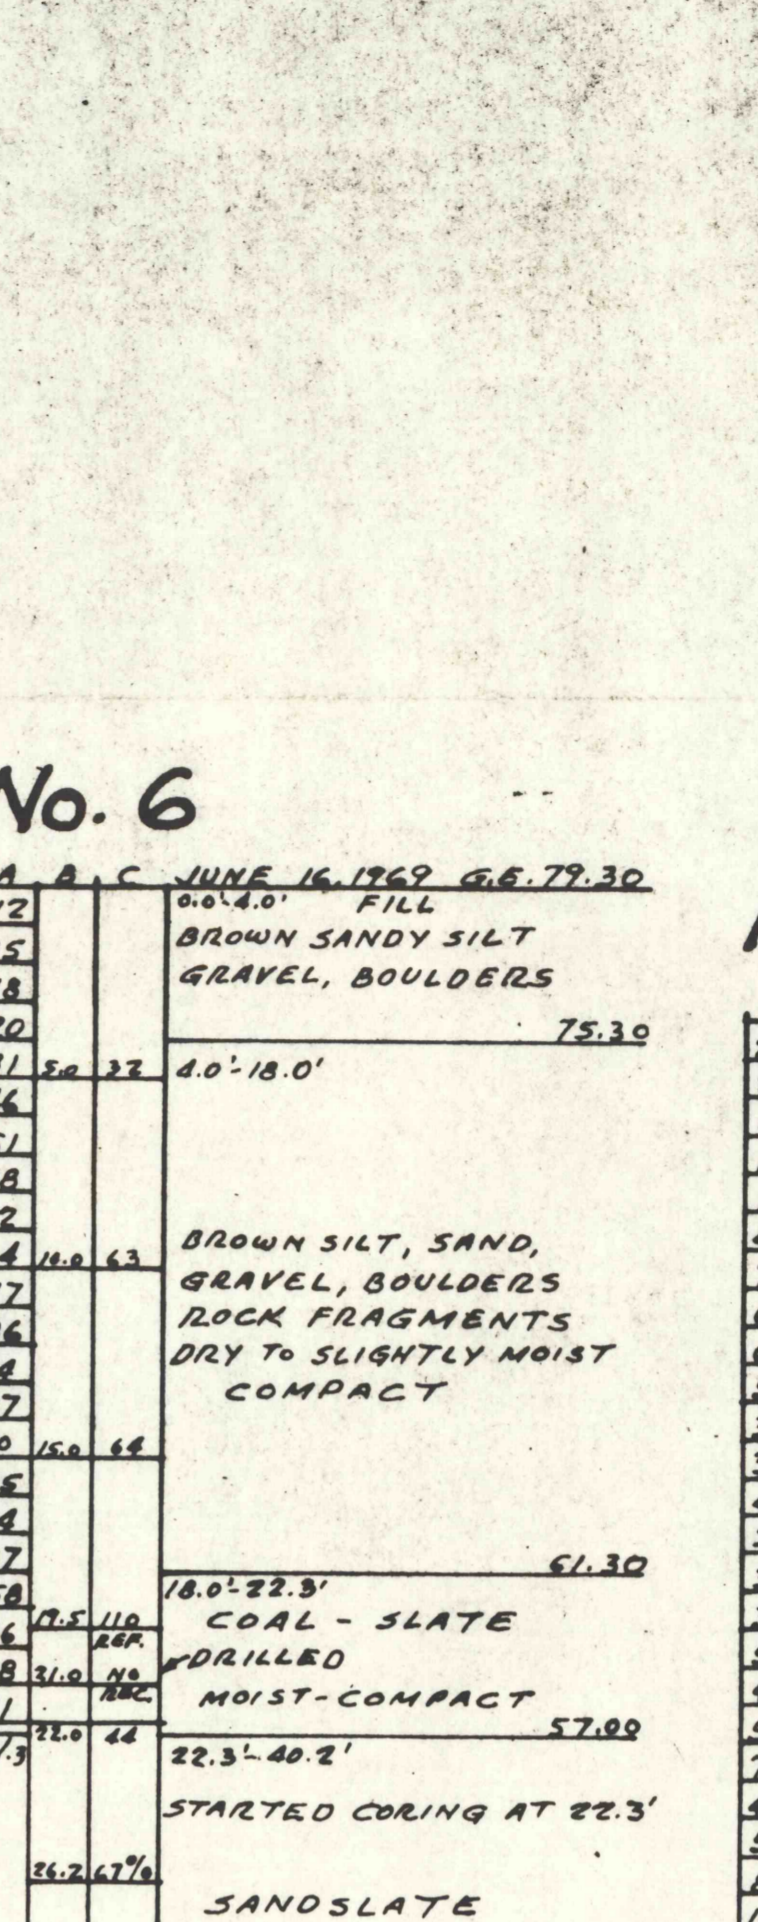 No. 6
A B C JUNE 16, 1969 G.E. 79.30
0.0'-4.0' FILL
BROWN SANDY SILT
GRAVEL, BOULDERS
75.30
5.0 32 4.0'-18.0'
BROWN SILT, SAND,
10.0 63
GRAVEL, BOULDERS
ROCK FRAGMENTS
DRY TO SLIGHTLY MOIST
COMPACT
15.0 64
61.30
18.0'-22.3'
19.5 110 COAL - SLATE
REF.
DRILLED
21.0 NO
REC. MOIST-COMPACT
57.00
22.0 44
22.3'-40.2'
STARTED CORING AT 22.3'
26.2 67%
SANDSLATE